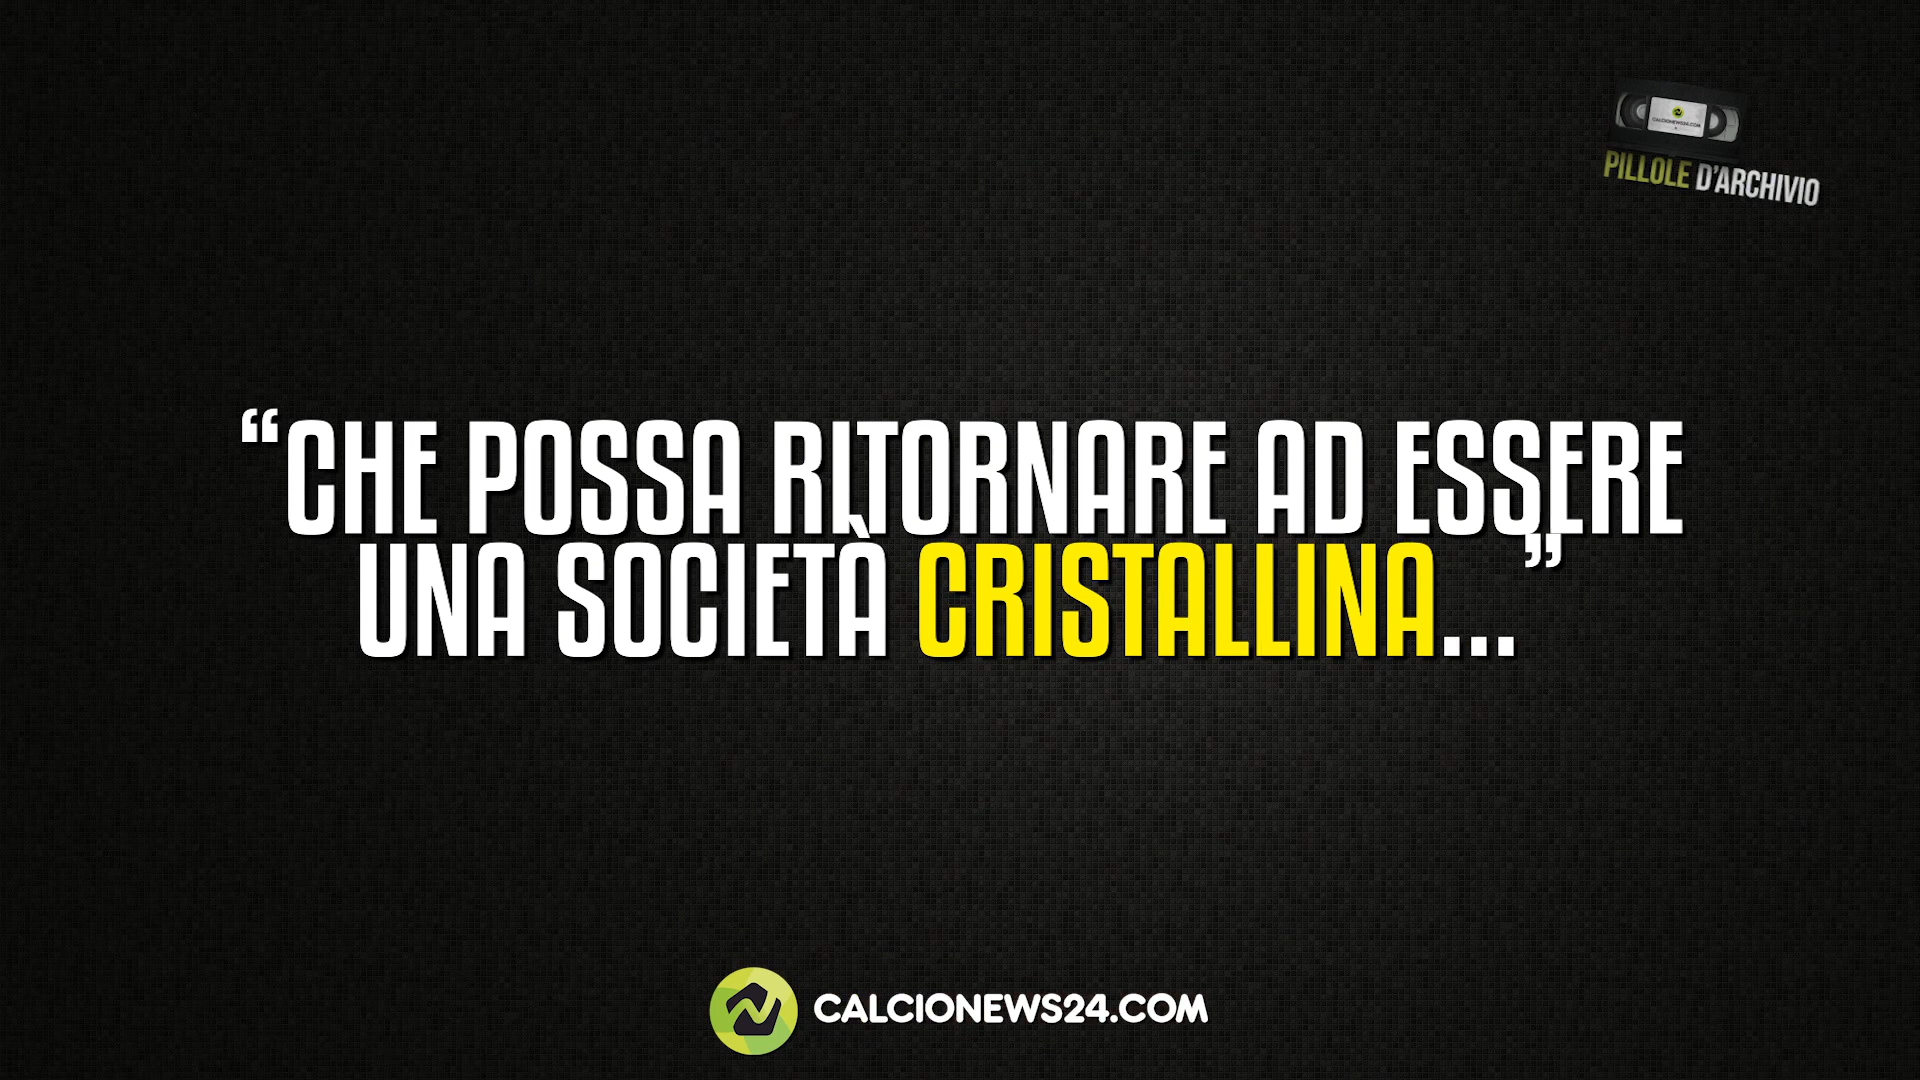 PILLOLE D'ARCHIVIO
“CHE POSSA RITORNARE AD ESSERE
UNA SOCIETÀ CRISTALLINA...”
CALCIONEWS24.COM